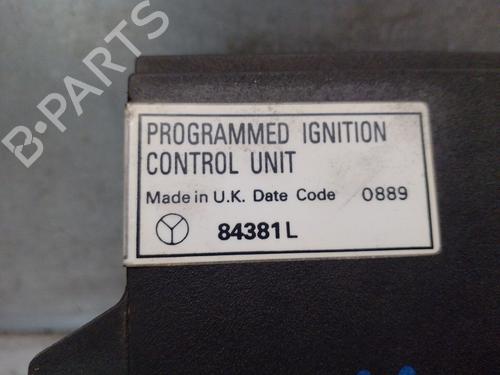 B-PARTS
PROGRAMMED IGNITION
CONTROL UNIT
Made in U.K. Date Code 0889
84381L